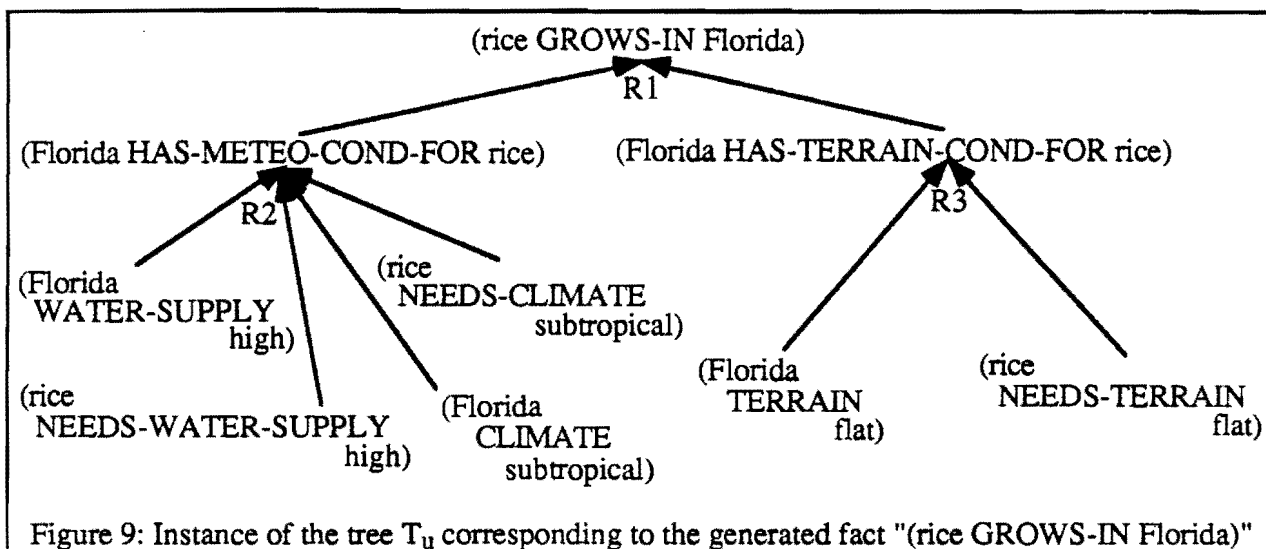 (rice GROWS-IN Florida)
R1
(Florida HAS-METEO-COND-FOR rice)
(Florida HAS-TERRAIN-COND-FOR rice)
R2
R3
(Florida
WATER-SUPPLY
high)
(rice
NEEDS-CLIMATE
subtropical)
(rice
NEEDS-WATER-SUPPLY
high)
(Florida
CLIMATE
subtropical)
(Florida
TERRAIN
flat)
(rice
NEEDS-TERRAIN
flat)
Figure 9: Instance of the tree Tu corresponding to the generated fact "(rice GROWS-IN Florida)"